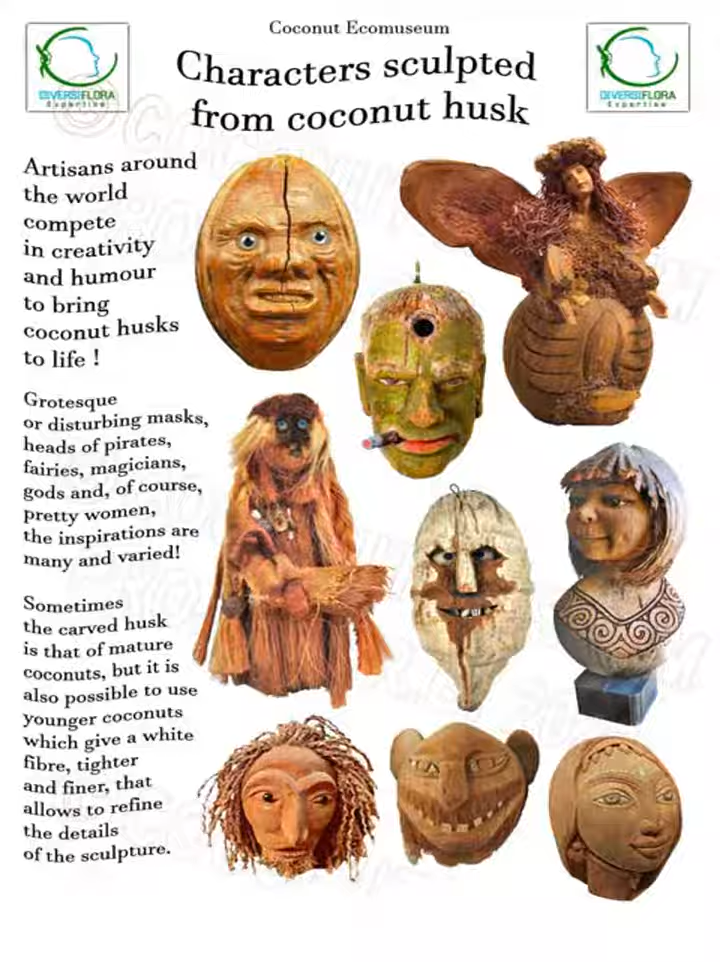 Coconut Ecomuseum
DIVERSIFLORA
Expertise
DIVERSIFLORA
Expertise
Characters sculpted
from coconut husk
Artisans around
the world
compete
in creativity
and humour
to bring
coconut husks
to life !
Grotesque
or disturbing masks,
heads of pirates,
fairies, magicians,
gods and, of course,
pretty women,
the inspirations are
many and varied!
Sometimes
the carved husk
is that of mature
coconuts, but it is
also possible to use
younger coconuts
which give a white
fibre, tighter
and finer, that
allows to refine
the details
of the sculpture.